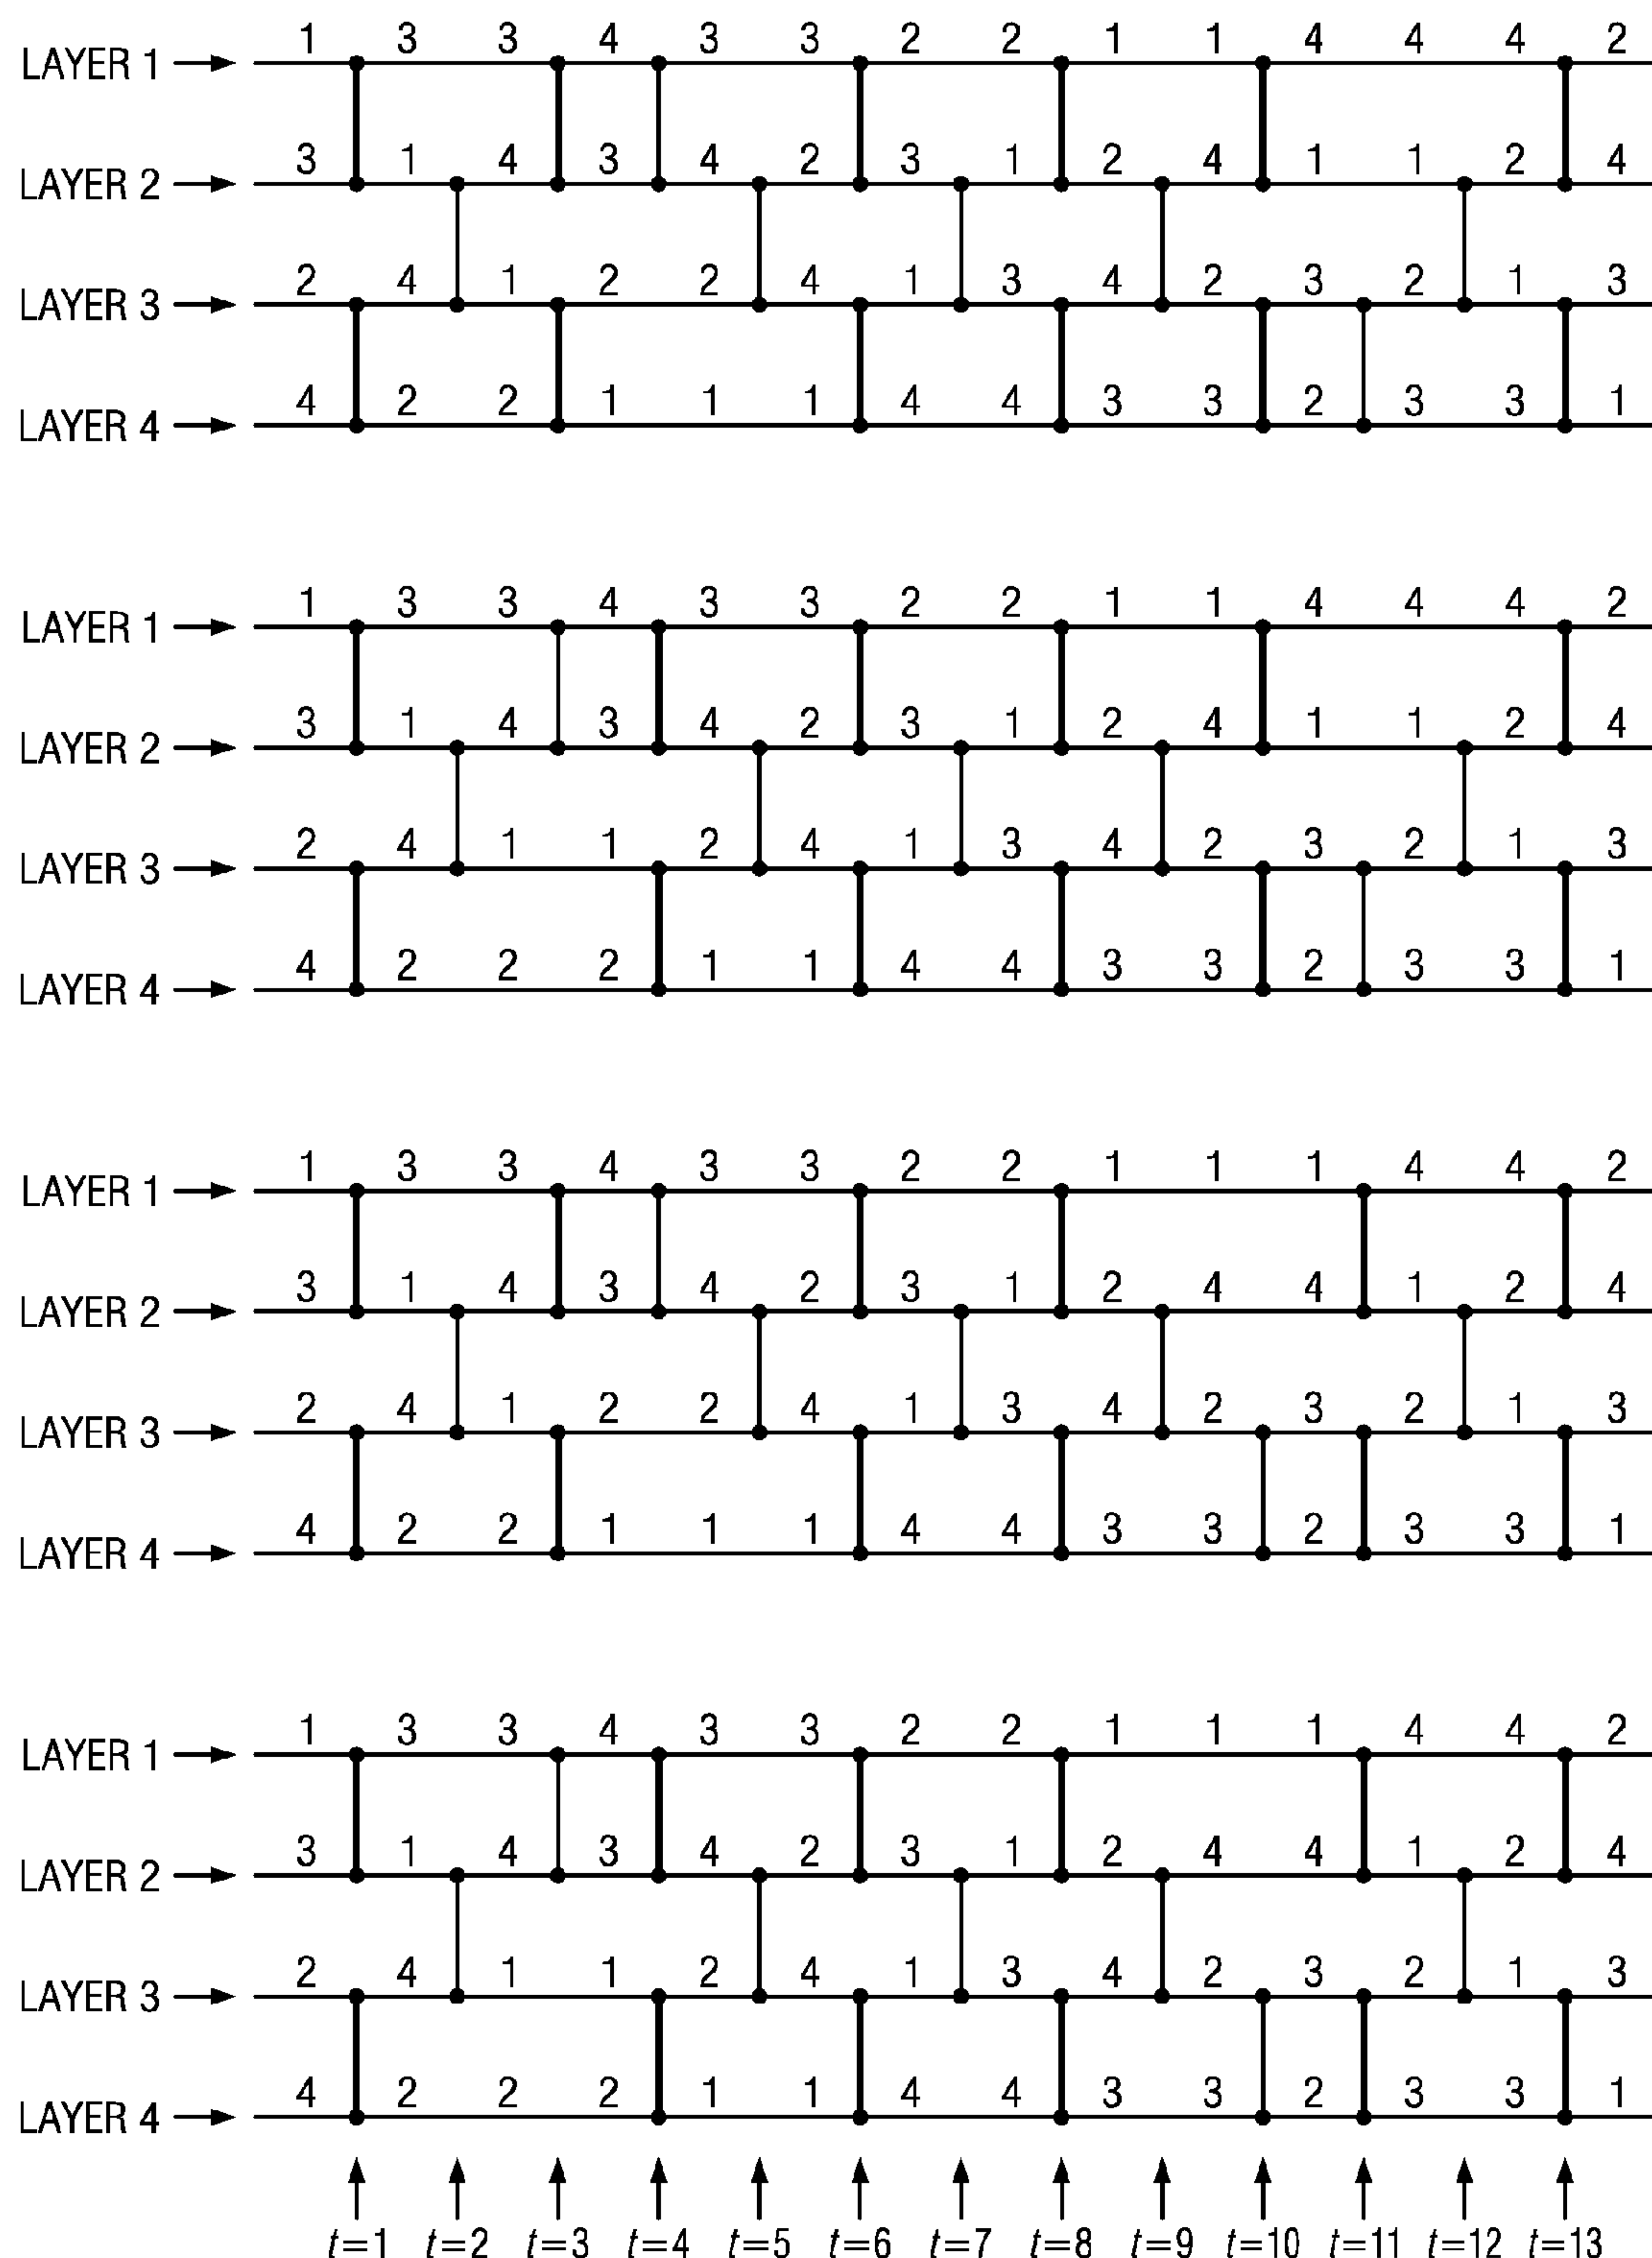 1 3 3 4 3 3 2 2 1 1 4 4 4 2
LAYER 1
3 1 4 3 4 2 3 1 2 4 1 1 2 4
LAYER 2
2 4 1 2 2 4 1 3 4 2 3 2 1 3
LAYER 3
4 2 2 1 1 1 4 4 3 3 2 3 3 1
LAYER 4
1 3 3 4 3 3 2 2 1 1 4 4 4 2
LAYER 1
3 1 4 3 4 2 3 1 2 4 1 1 2 4
LAYER 2
2 4 1 1 2 4 1 3 4 2 3 2 1 3
LAYER 3
4 2 2 2 1 1 4 4 3 3 2 3 3 1
LAYER 4
1 3 3 4 3 3 2 2 1 1 1 4 4 2
LAYER 1
3 1 4 3 4 2 3 1 2 4 4 1 2 4
LAYER 2
2 4 1 2 2 4 1 3 4 2 3 2 1 3
LAYER 3
4 2 2 1 1 1 4 4 3 3 2 3 3 1
LAYER 4
1 3 3 4 3 3 2 2 1 1 1 4 4 2
LAYER 1
3 1 4 3 4 2 3 1 2 4 4 1 2 4
LAYER 2
2 4 1 1 2 4 1 3 4 2 3 2 1 3
LAYER 3
4 2 2 2 1 1 4 4 3 3 2 3 3 1
LAYER 4
t=1 t=2 t=3 t=4 t=5 t=6 t=7 t=8 t=9 t=10 t=11 t=12 t=13